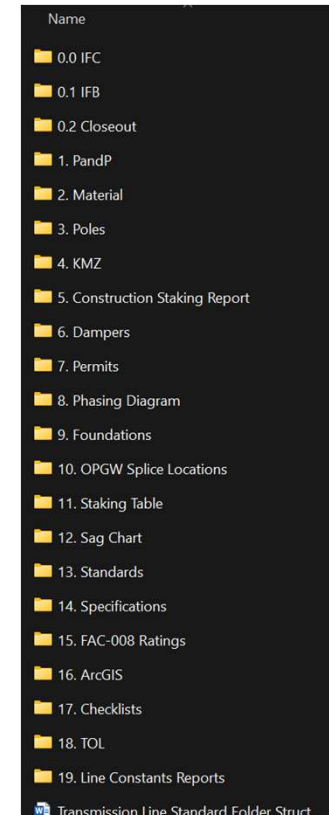 Name
0.0 IFC
0.1 IFB
0.2 Closeout
1. PandP
2. Material
3. Poles
4. KMZ
5. Construction Staking Report
6. Dampers
7. Permits
8. Phasing Diagram
9. Foundations
10. OPGW Splice Locations
11. Staking Table
12. Sag Chart
13. Standards
14. Specifications
15. FAC-008 Ratings
16. ArcGIS
17. Checklists
18. TOL
19. Line Constants Reports
Transmission Line Standard Folder Struct